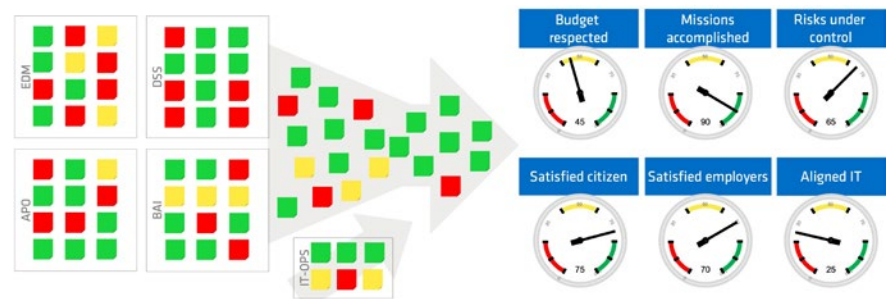 EDM
DSS
APO
BAI
IT-OPS
Budget
respected
Missions
accomplished
Risks under
control
45
90
65
Satisfied citizen
Satisfied employers
Aligned IT
75
70
25